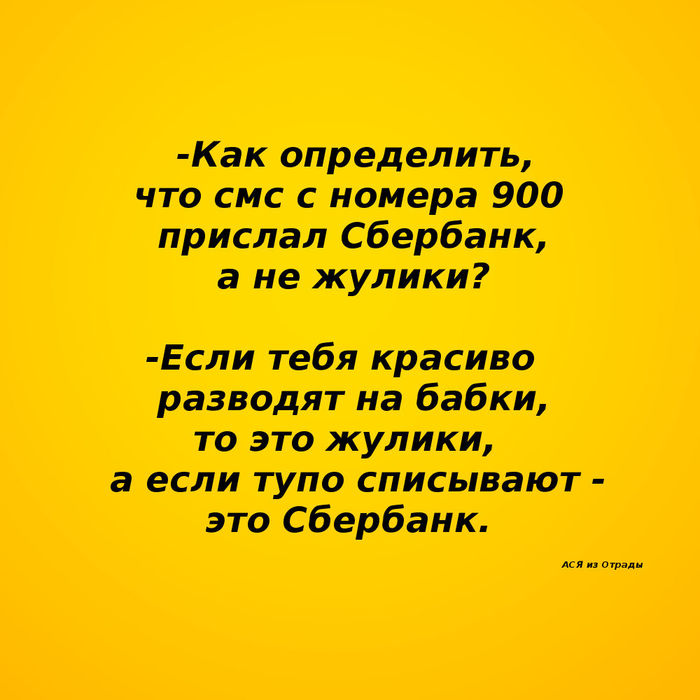 -Как определить,
что смс с номера 900
прислал Сбербанк,
а не жулики?
-Если тебя красиво
разводят на бабки,
то это жулики,
а если тупо списывают -
это Сбербанк.
АСЯ из Отрады